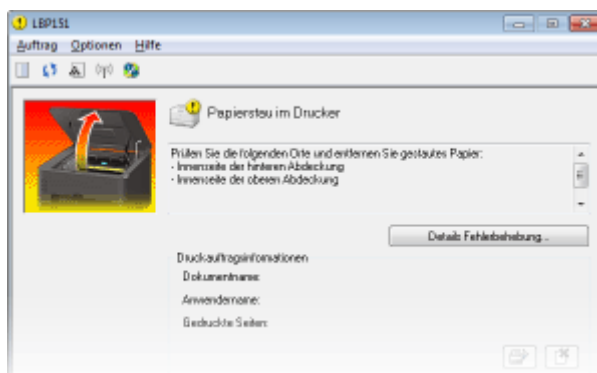 LBP151
Auftrag Optionen Hilfe
Papierstau im Drucker
Prüfen Sie die folgenden Orte und entfernen Sie gestautes Papier:
- Innenseite der hinteren Abdeckung
- Innenseite der oberen Abdeckung
Details Fehlerbehebung...
Druckauftragsinformationen
Dokumentname:
Anwendername:
Gedruckte Seiten: